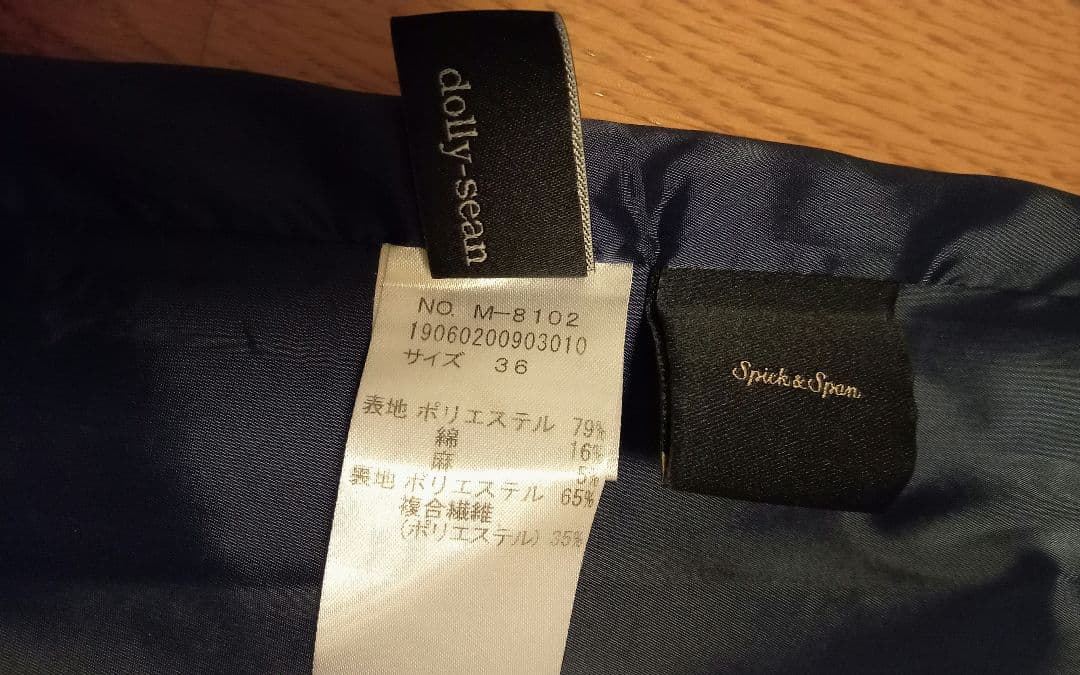 dolly-sean
NO. M-8102
19060200903010
サイズ 36
表地 ポリエステル 79%
綿 16%
麻 5%
裏地 ポリエステル 65%
複合繊維
(ポリエステル) 35%
Spick & Span